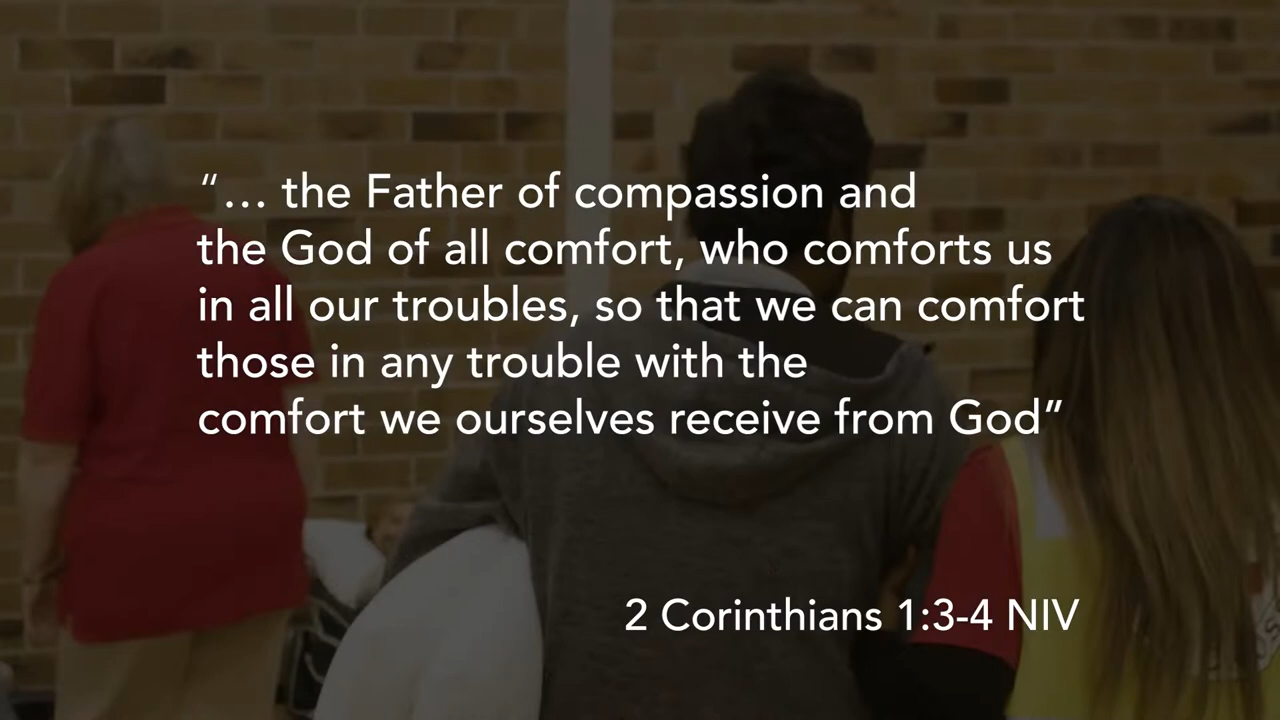 “… the Father of compassion and
the God of all comfort, who comforts us
in all our troubles, so that we can comfort
those in any trouble with the
comfort we ourselves receive from God”
2 Corinthians 1:3-4 NIV